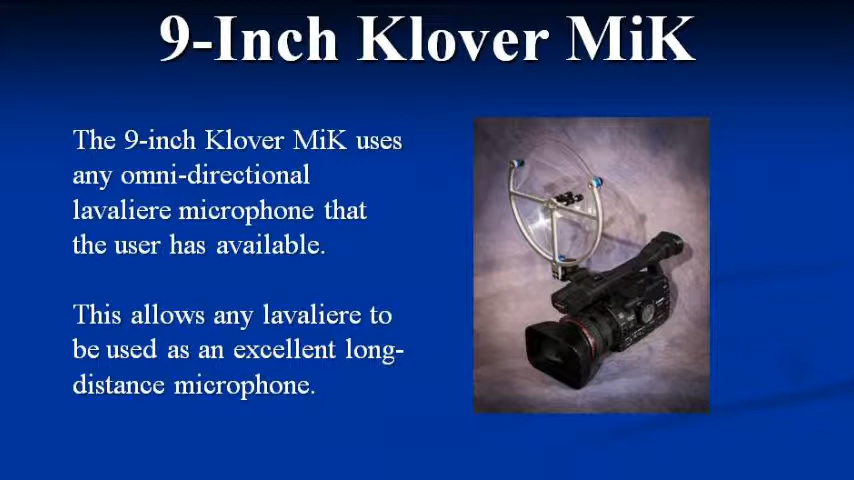 9-Inch Klover MiK
The 9-inch Klover MiK uses
any omni-directional
lavaliere microphone that
the user has available.
This allows any lavaliere to
be used as an excellent long-
distance microphone.